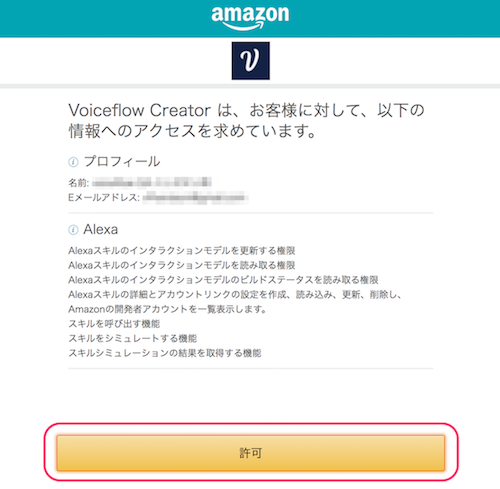 amazon
V
Voiceflow Creator は、お客様に対して、以下の
情報へのアクセスを求めています。
プロフィール
名前:
Eメールアドレス:
Alexa
Alexaスキルのインタラクションモデルを更新する権限
Alexaスキルのインタラクションモデルを読み取る権限
Alexaスキルのインタラクションモデルのビルドステータスを読み取る権限
Alexaスキルの詳細とアカウントリンクの設定を作成、読み込み、更新、削除し、
Amazonの開発者アカウントを一覧表示します。
スキルを呼び出す機能
スキルをシミュレートする機能
スキルシミュレーションの結果を取得する機能
許可